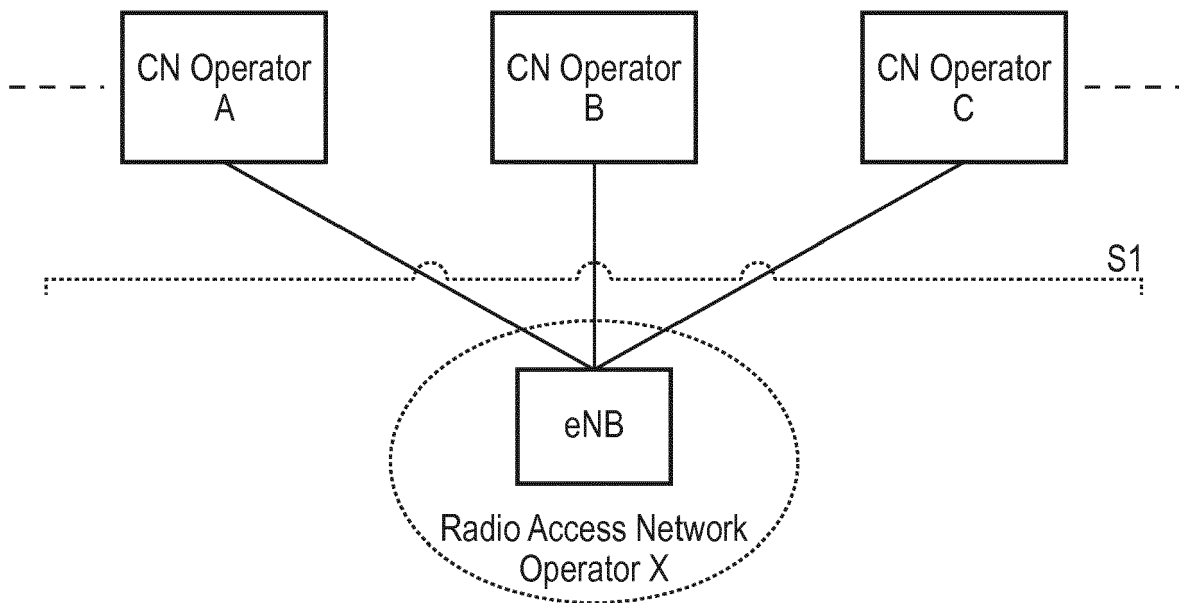 CN Operator
A
CN Operator
B
CN Operator
C
S1
eNB
Radio Access Network
Operator X